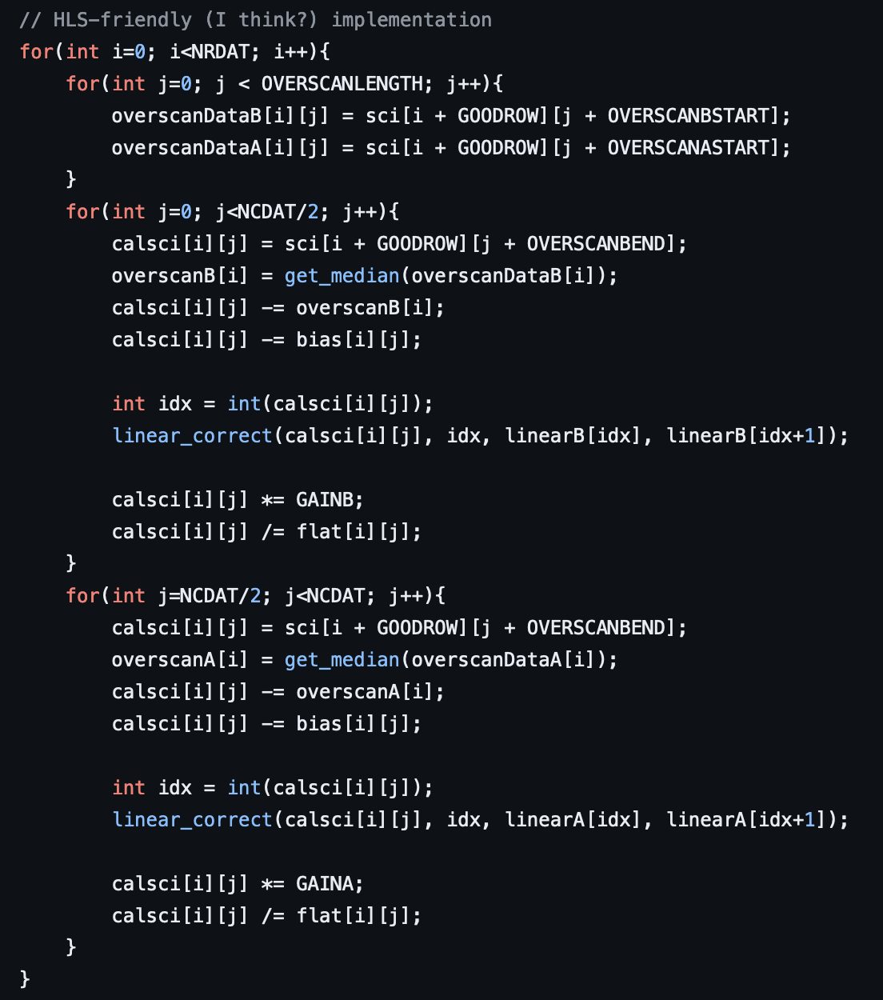 // HLS-friendly (I think?) implementation
for(int i=0; i<NRDAT; i++){
    for(int j=0; j < OVERSCANLENGTH; j++){
        overscanDataB[i][j] = sci[i + GOODROW][j + OVERSCANBSTART];
        overscanDataA[i][j] = sci[i + GOODROW][j + OVERSCANASTART];
    }
    for(int j=0; j<NCDAT/2; j++){
        calsci[i][j] = sci[i + GOODROW][j + OVERSCANBEND];
        overscanB[i] = get_median(overscanDataB[i]);
        calsci[i][j] -= overscanB[i];
        calsci[i][j] -= bias[i][j];

        int idx = int(calsci[i][j]);
        linear_correct(calsci[i][j], idx, linearB[idx], linearB[idx+1]);

        calsci[i][j] *= GAINB;
        calsci[i][j] /= flat[i][j];
    }
    for(int j=NCDAT/2; j<NCDAT; j++){
        calsci[i][j] = sci[i + GOODROW][j + OVERSCANBEND];
        overscanA[i] = get_median(overscanDataA[i]);
        calsci[i][j] -= overscanA[i];
        calsci[i][j] -= bias[i][j];

        int idx = int(calsci[i][j]);
        linear_correct(calsci[i][j], idx, linearA[idx], linearA[idx+1]);

        calsci[i][j] *= GAINA;
        calsci[i][j] /= flat[i][j];
    }
}